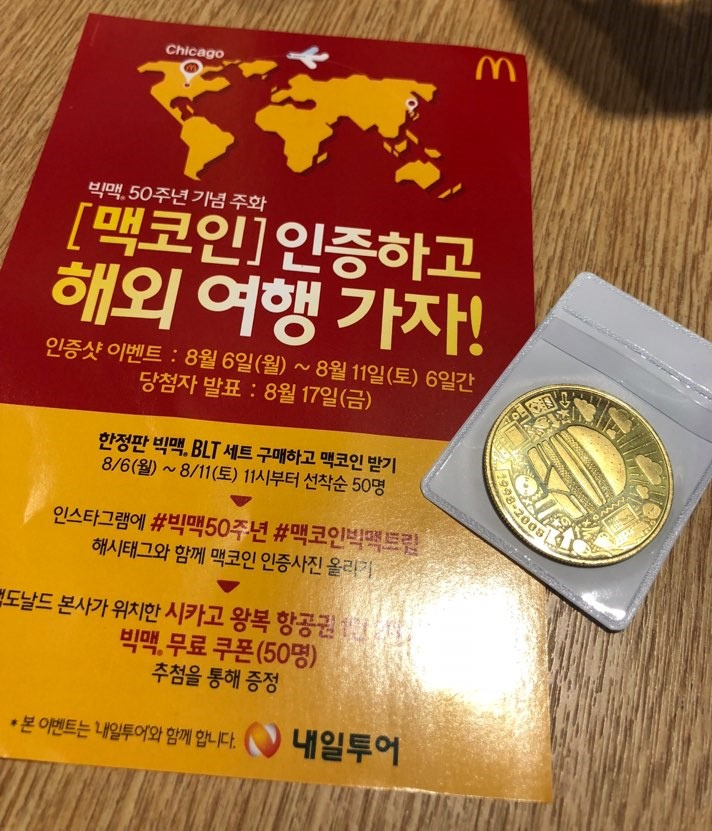 Chicago
빅맥® 50주년 기념 주화
[맥코인] 인증하고
해외 여행 가자!
인증샷 이벤트 : 8월 6일(월) ~ 8월 11일(토) 6일간
당첨자 발표 : 8월 17일(금)
한정판 빅맥® BLT 세트 구매하고 맥코인 받기
8/6(월) ~ 8/11(토) 11시부터 선착순 50명
인스타그램에 #빅맥50주년 #맥코인빅맥트립
해시태그와 함께 맥코인 인증사진 올리기
맥도날드 본사가 위치한 시카고 왕복 항공권
빅맥® 무료 쿠폰(50명)
추첨을 통해 증정
* 본 이벤트는 '내일투어'와 함께 합니다.
내일투어